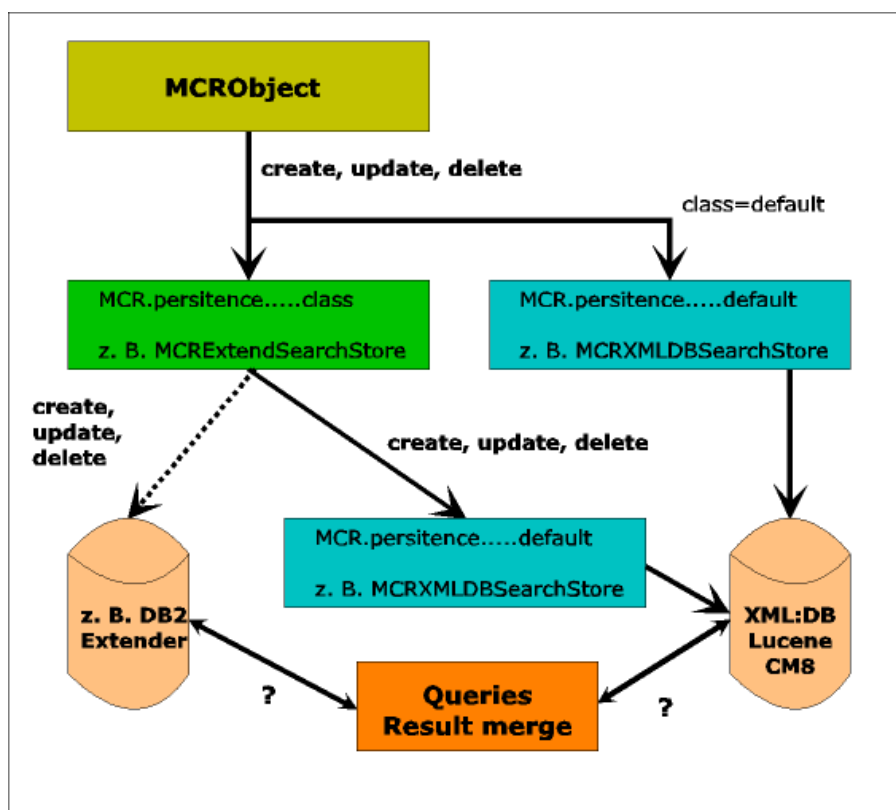 MCRObject
create, update, delete
class=default
MCR.persitence.....class
z. B. MCRExtendSearchStore
MCR.persitence.....default
z. B. MCRXMLDBSearchStore
create,
update,
delete
create, update, delete
MCR.persitence.....default
z. B. MCRXMLDBSearchStore
z. B. DB2
Extender
XML:DB
Lucene
CM8
?
Queries
Result merge
?